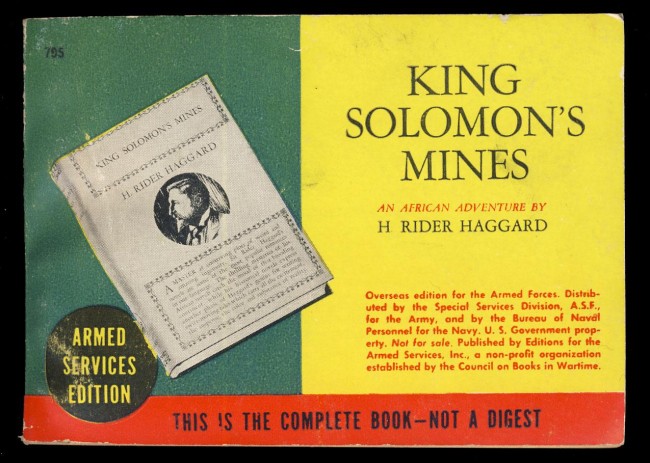 795
KING
SOLOMON'S
MINES
AN AFRICAN ADVENTURE BY
H RIDER HAGGARD
KING SOLOMON'S MINES
H. RIDER HAGGARD
Overseas edition for the Armed Forces. Distrib-
uted by the Special Services Division, A.S.F.,
for the Army, and by the Bureau of Naval
Personnel for the Navy. U. S. Government prop-
erty. Not for sale. Published by Editions for the
Armed Services, Inc., a non-profit organization
established by the Council on Books in Wartime.
ARMED
SERVICES
EDITION
THIS IS THE COMPLETE BOOK—NOT A DIGEST